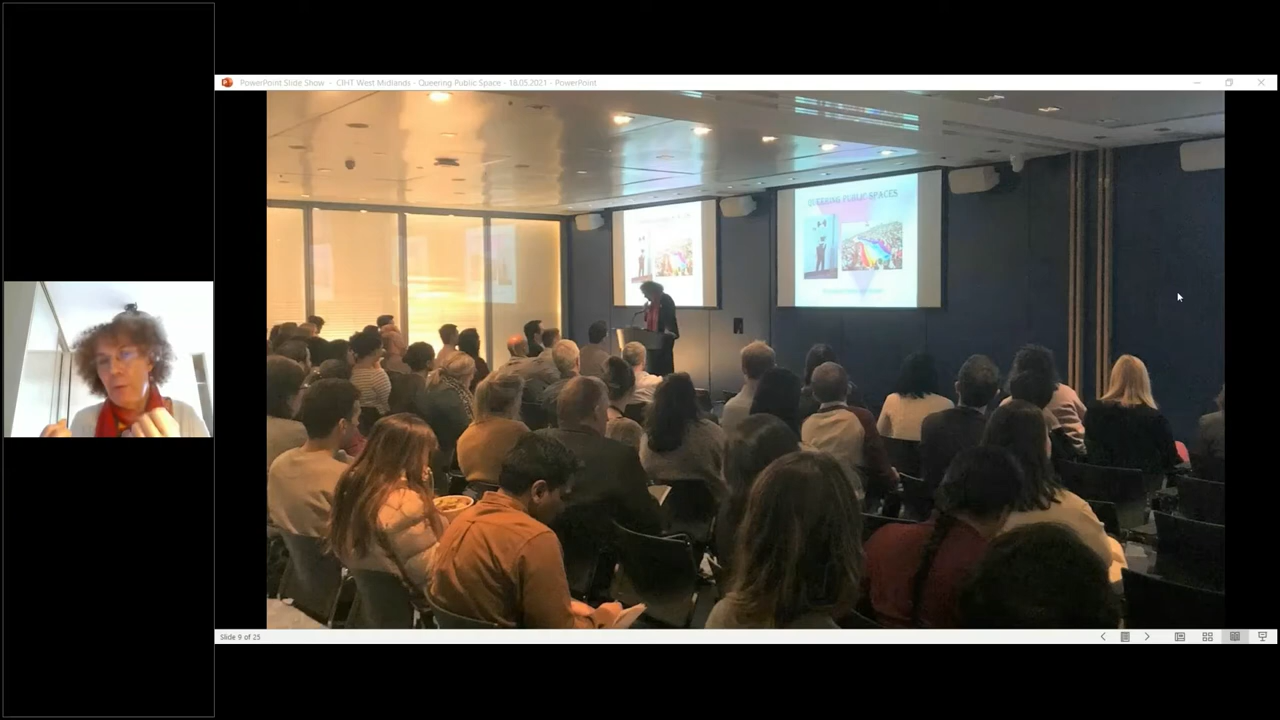 PowerPoint Slide Show - CIHT West Midlands - Queering Public Space - 18.05.2021 - PowerPoint
QUEERING PUBLIC SPACES
Slide 9 of 25